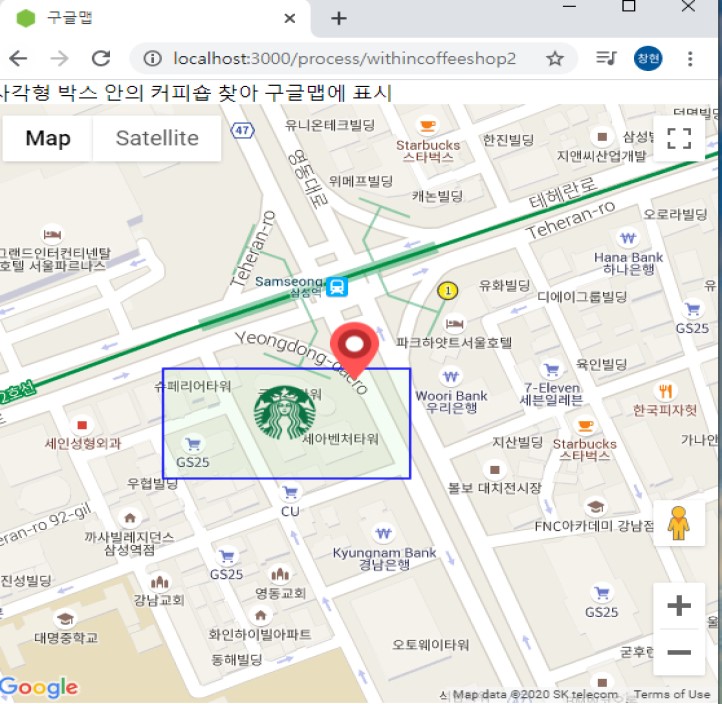 구글맵
localhost:3000/process/withincoffeeshop2
창현
사각형 박스 안의 커피숍 찾아 구글맵에 표시
Map
Satellite
47
유니온테크빌딩
Starbucks
스타벅스
한진빌딩
지앤씨산업개발
영동대로
위메프빌딩
캐논빌딩
테헤란로
Teheran-ro
오로라빌딩
Teheran-ro
그랜드인터컨티넨탈
호텔 서울파르나스
Hana Bank
하나은행
Samseong
삼성역
1
유화빌딩
디에이그룹빌딩
GS25
Yeongdong-daero
파크하얏트서울호텔
육인빌딩
2호선
슈페리어타워
Woori Bank
우리은행
7-Eleven
세븐일레븐
한국피자헛
세인성형외과
세아벤처타워
지산빌딩
Starbucks
스타벅스
GS25
우협빌딩
CU
볼보 대치전시장
eran-ro 92-gil
까사빌레지던스
삼성역점
FNC아카데미 강남점
Kyungnam Bank
경남은행
진성빌딩
GS25
강남교회
영동교회
GS25
대명중학교
화인하이빌아파트
오토웨이타워
동해빌딩
Google
Map data ©2020 SK telecom
Terms of Use